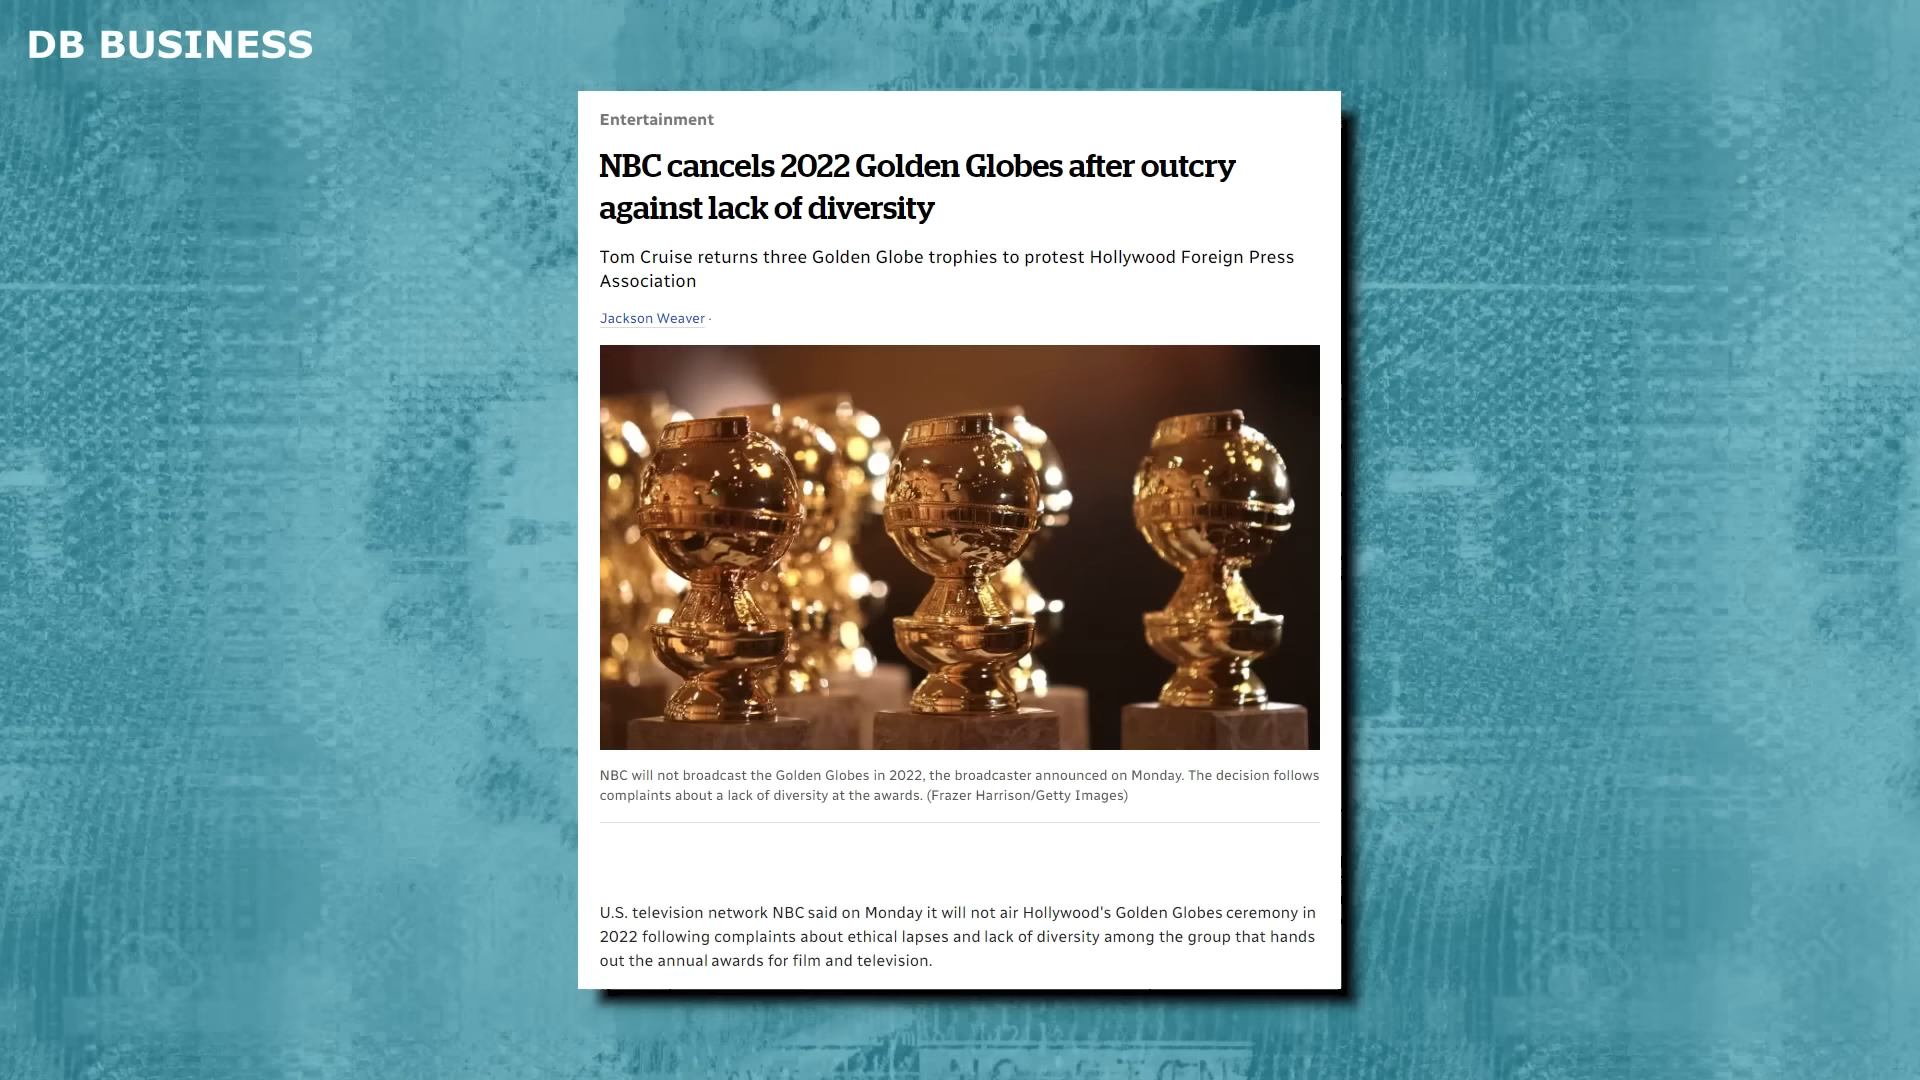 DB BUSINESS
Entertainment
NBC cancels 2022 Golden Globes after outcry
against lack of diversity
Tom Cruise returns three Golden Globe trophies to protest Hollywood Foreign Press
Association
Jackson Weaver ·
NBC will not broadcast the Golden Globes in 2022, the broadcaster announced on Monday. The decision follows
complaints about a lack of diversity at the awards. (Frazer Harrison/Getty Images)
U.S. television network NBC said on Monday it will not air Hollywood's Golden Globes ceremony in
2022 following complaints about ethical lapses and lack of diversity among the group that hands
out the annual awards for film and television.